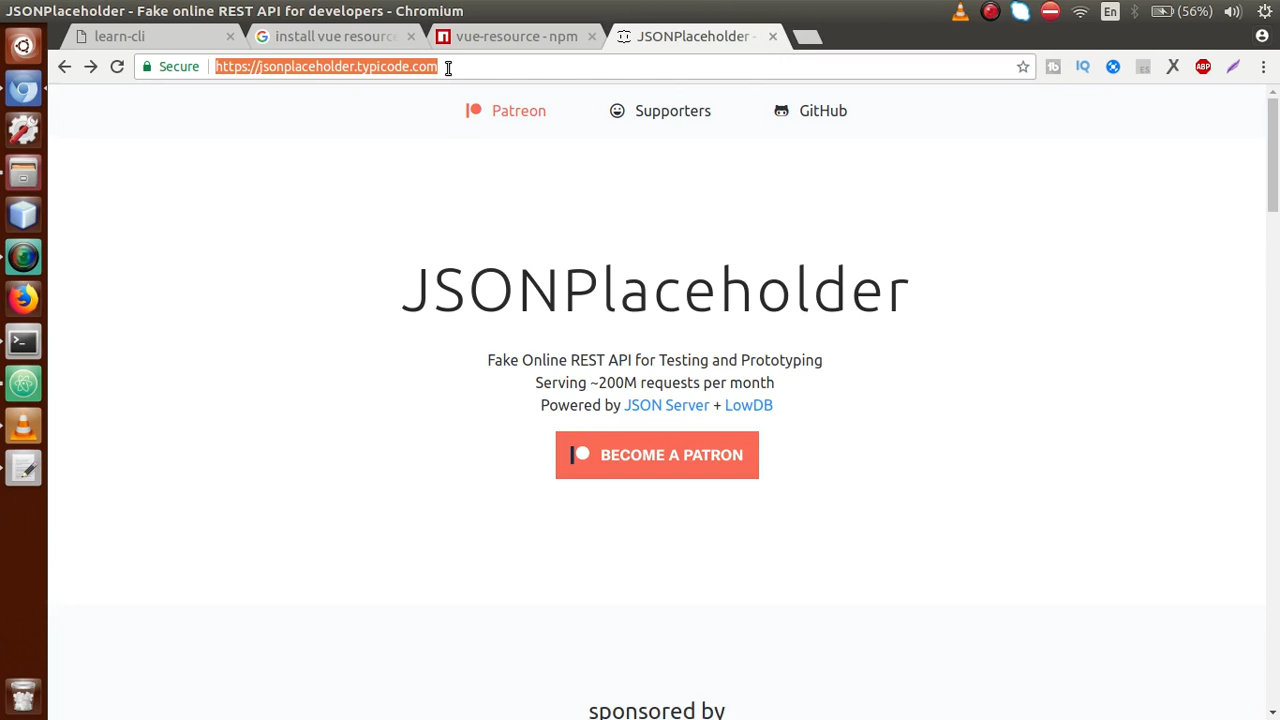 JSONPlaceholder - Fake online REST API for developers - Chromium
En
(56%)
learn-cli
install vue resourc
vue-resource - npm
JSONPlaceholder -
Secure
https://jsonplaceholder.typicode.com
IQ
ABP
Patreon
Supporters
GitHub
JSONPlaceholder
Fake Online REST API for Testing and Prototyping
Serving ~200M requests per month
Powered by JSON Server + LowDB
BECOME A PATRON
sponsored by